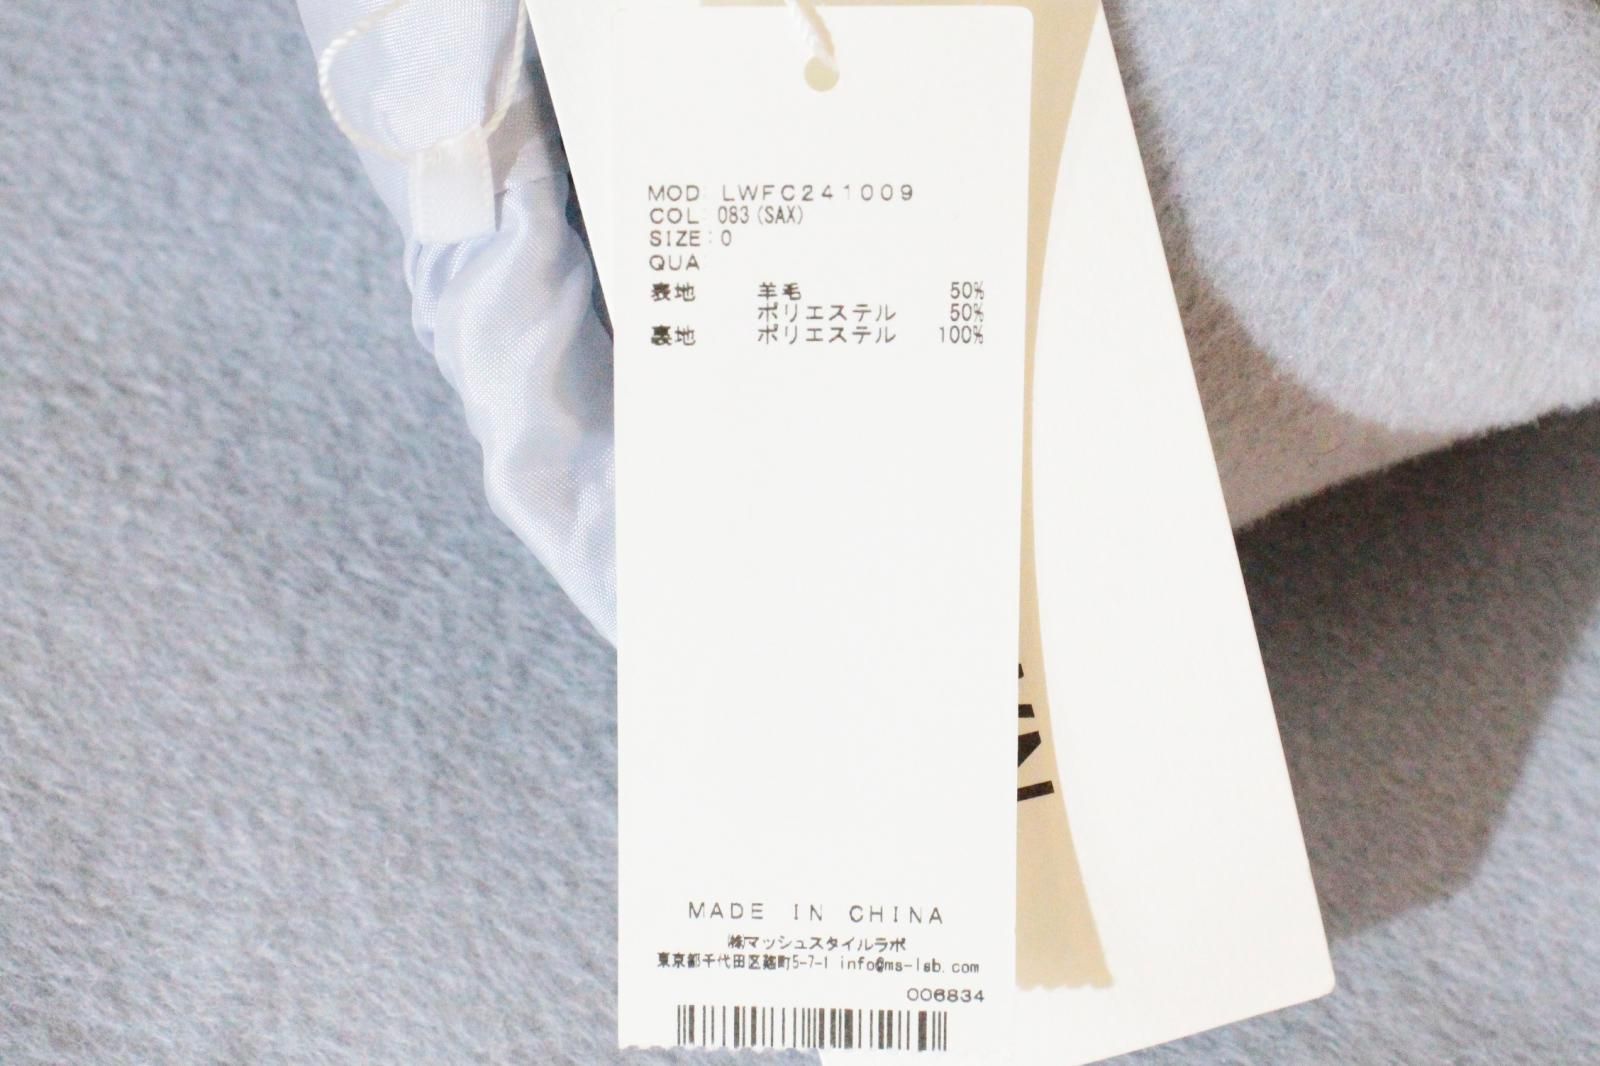 MOD: LWFC241009
COL: 083 (SAX)
SIZE: 0
QUA:
表地 羊毛 50%
ポリエステル 50%
裏地 ポリエステル 100%
MADE IN CHINA
㈱マッシュスタイルラボ
東京都千代田区麹町5-7-1 info@ms-lab.com
006834